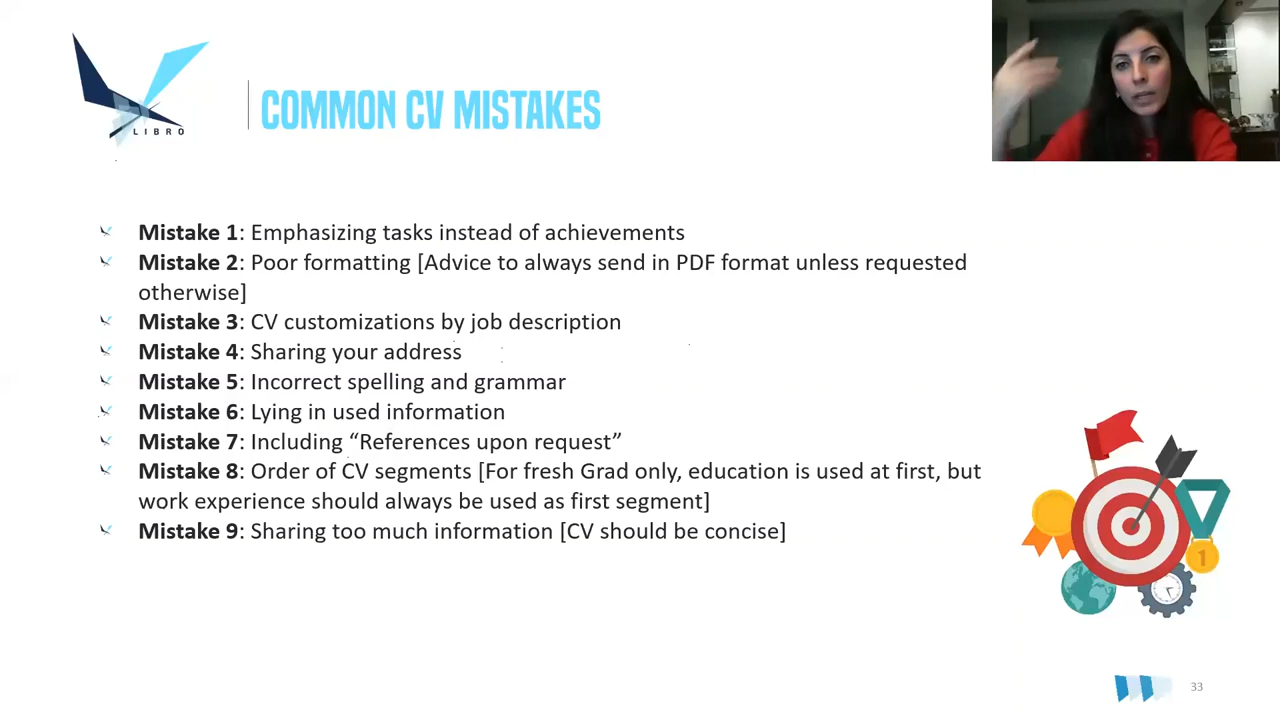 LIBRO
COMMON CV MISTAKES
Mistake 1: Emphasizing tasks instead of achievements
Mistake 2: Poor formatting [Advice to always send in PDF format unless requested
otherwise]
Mistake 3: CV customizations by job description
Mistake 4: Sharing your address
Mistake 5: Incorrect spelling and grammar
Mistake 6: Lying in used information
Mistake 7: Including “References upon request”
Mistake 8: Order of CV segments [For fresh Grad only, education is used at first, but
work experience should always be used as first segment]
Mistake 9: Sharing too much information [CV should be concise]
1
33